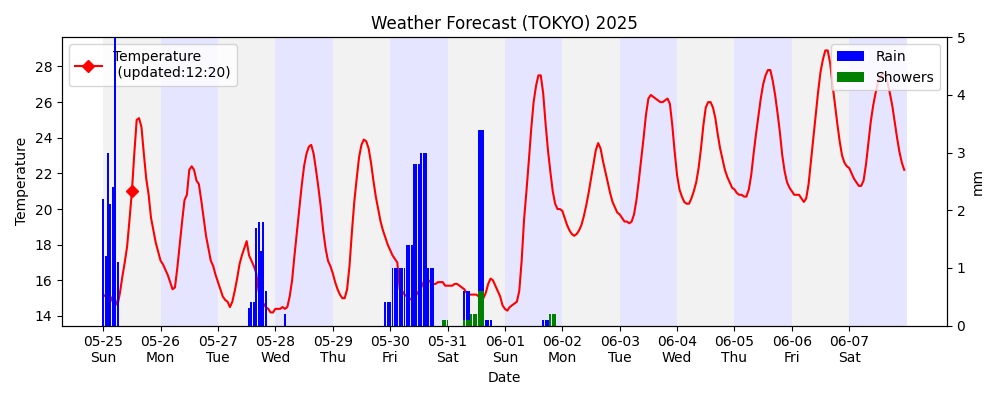 Weather Forecast (TOKYO) 2025
Temperature
(updated:12:20)
Rain
Showers
28
26
24
22
20
18
16
14
Temperature
5
4
3
2
1
0
mm
05-25 05-26 05-27 05-28 05-29 05-30 05-31 06-01 06-02 06-03 06-04 06-05 06-06 06-07
Sun Mon Tue Wed Thu Fri Sat Sun Mon Tue Wed Thu Fri Sat
Date